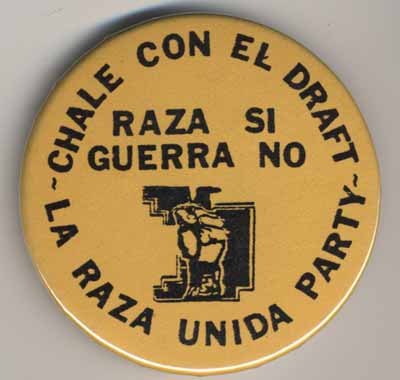 ~CHALE CON EL DRAFT~
RAZA SI
GUERRA NO
LA RAZA UNIDA PARTY